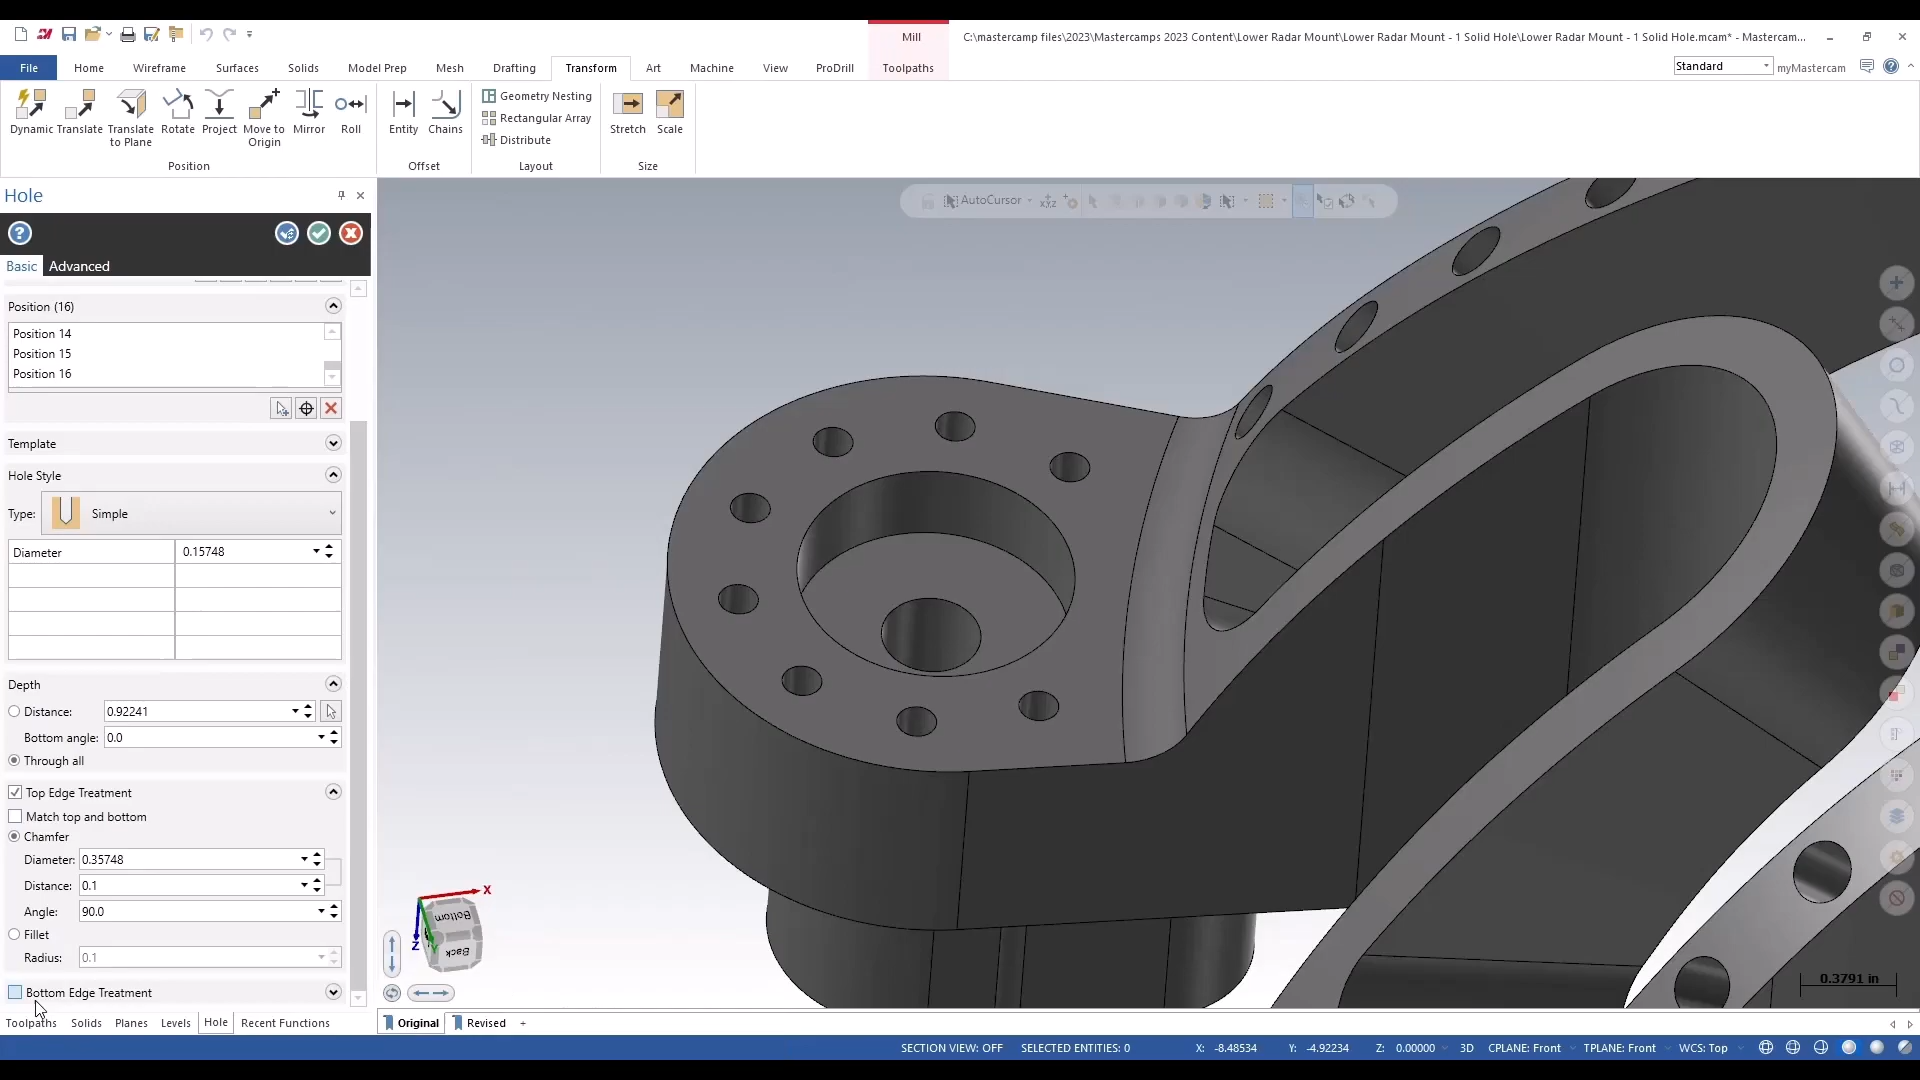 Mill
C:\mastercamp files\2023\Mastercamps 2023 Content\Lower Radar Mount\Lower Radar Mount - 1 Solid Hole\Lower Radar Mount - 1 Solid Hole.mcam* - Mastercam...
File Home Wireframe Surfaces Solids Model Prep Mesh Drafting Transform Art Machine View ProDrill Toolpaths
Standard myMastercam
Dynamic Translate Translate to Plane Rotate Project Move to Origin Mirror Roll
Position
Entity Chains
Offset
Geometry Nesting
Rectangular Array
Distribute
Layout
Stretch Scale
Size
Hole
Basic Advanced
AutoCursor
Position (16)
Position 14
Position 15
Position 16
Template
Hole Style
Type: Simple
Diameter 0.15748
Depth
Distance: 0.92241
Bottom angle: 0.0
Through all
Top Edge Treatment
Match top and bottom
Chamfer
Diameter: 0.35748
Distance: 0.1
Angle: 90.0
Fillet
Radius: 0.1
Bottom Edge Treatment
X
Z
Bottom
Back
0.3791 in
Toolpaths Solids Planes Levels Hole Recent Functions
Original Revised +
SECTION VIEW: OFF SELECTED ENTITIES: 0 X: -8.48534 Y: -4.92234 Z: 0.00000 3D CPLANE: Front TPLANE: Front WCS: Top